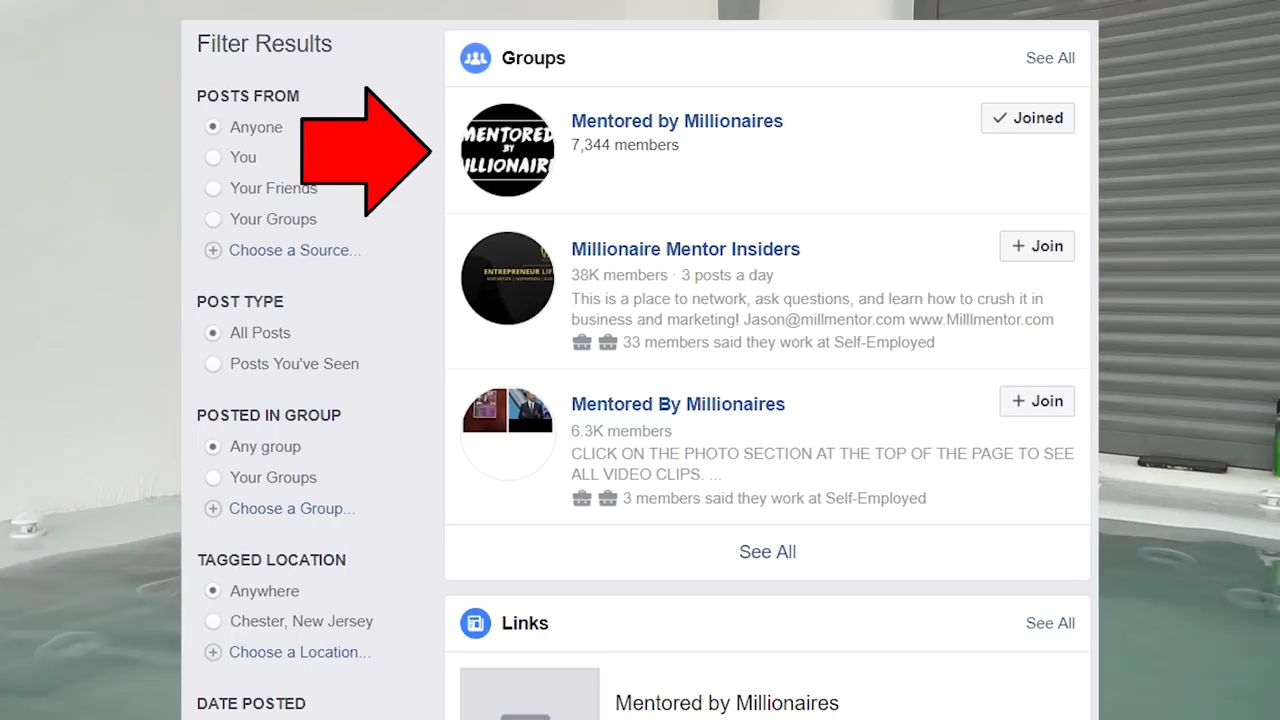 Filter Results
POSTS FROM
Anyone
You
Your Friends
Your Groups
Choose a Source...
POST TYPE
All Posts
Posts You've Seen
POSTED IN GROUP
Any group
Your Groups
Choose a Group...
TAGGED LOCATION
Anywhere
Chester, New Jersey
Choose a Location...
DATE POSTED
Groups
See All
MENTORED
BY
ILLIONAIR
Mentored by Millionaires
7,344 members
Joined
ENTREPRENEUR LIF
Millionaire Mentor Insiders
38K members · 3 posts a day
This is a place to network, ask questions, and learn how to crush it in
business and marketing! Jason@millmentor.com www.Milllmentor.com
33 members said they work at Self-Employed
+ Join
Mentored By Millionaires
6.3K members
CLICK ON THE PHOTO SECTION AT THE TOP OF THE PAGE TO SEE
ALL VIDEO CLIPS. ...
3 members said they work at Self-Employed
+ Join
See All
Links
See All
Mentored by Millionaires